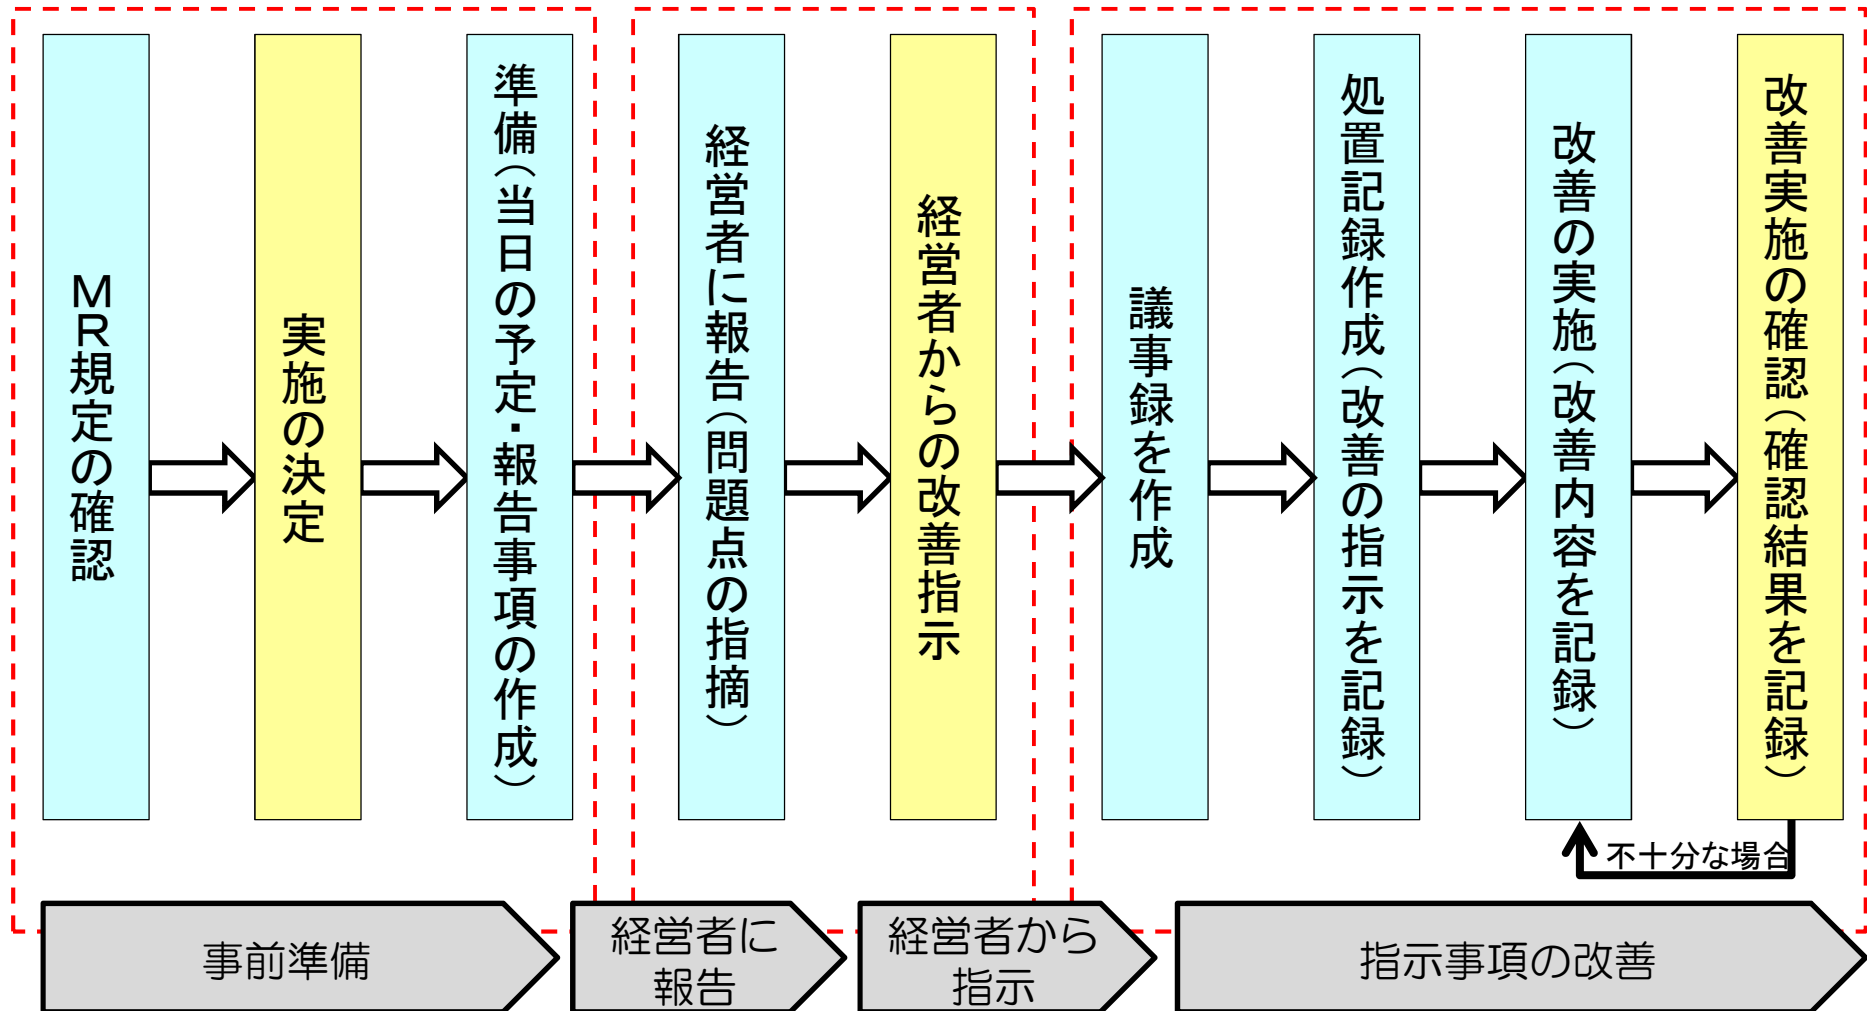 MR規定の確認
実施の決定
準備(当日の予定・報告事項の作成)
経営者に報告(問題点の指摘)
経営者からの改善指示
議事録を作成
処置記録作成(改善の指示を記録)
改善の実施(改善内容を記録)
改善実施の確認(確認結果を記録)
不十分な場合
事前準備
経営者に
報告
経営者から
指示
指示事項の改善